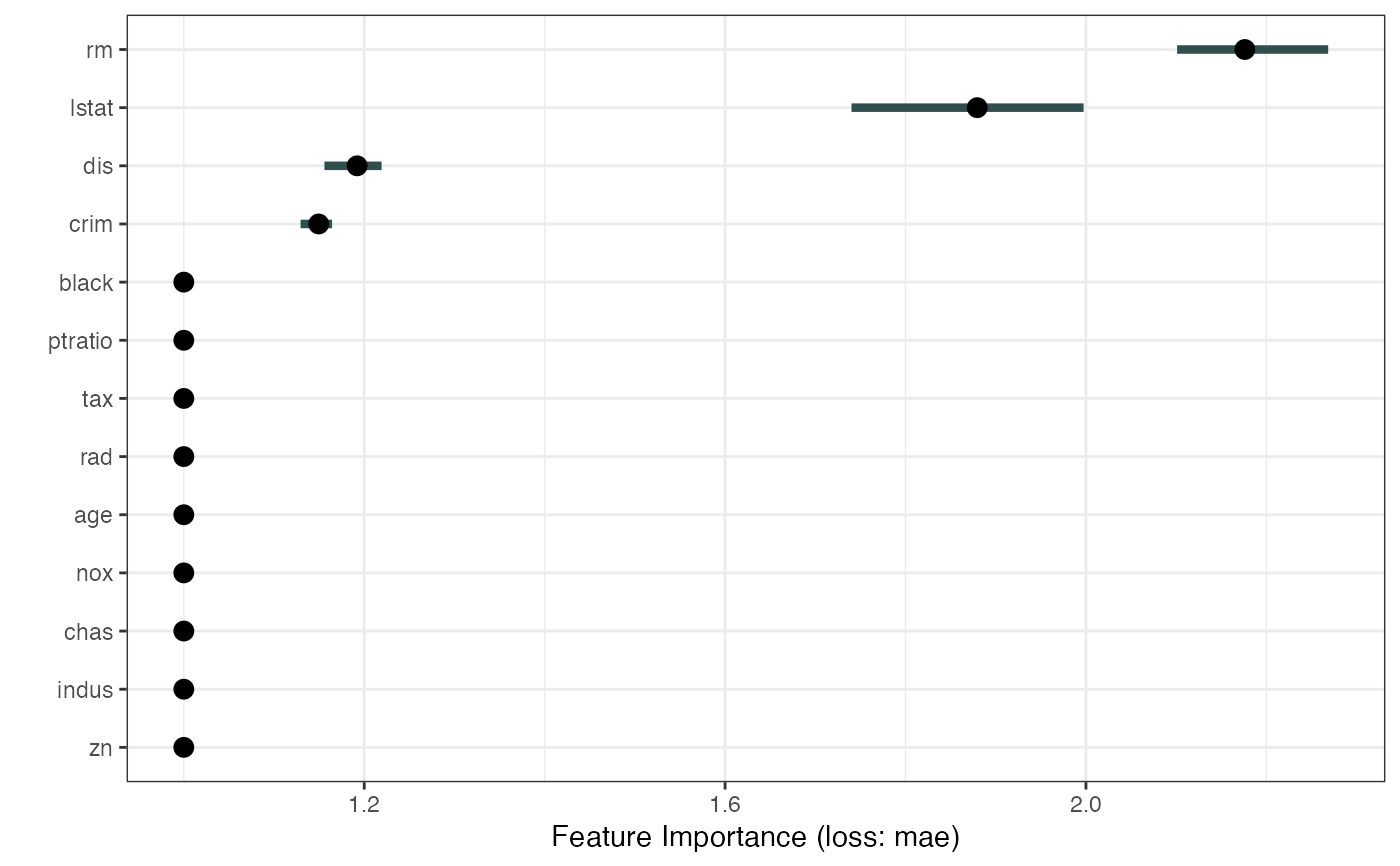 rm
lstat
dis
crim
black
ptratio
tax
rad
age
nox
chas
indus
zn
1.2 1.6 2.0
Feature Importance (loss: mae)